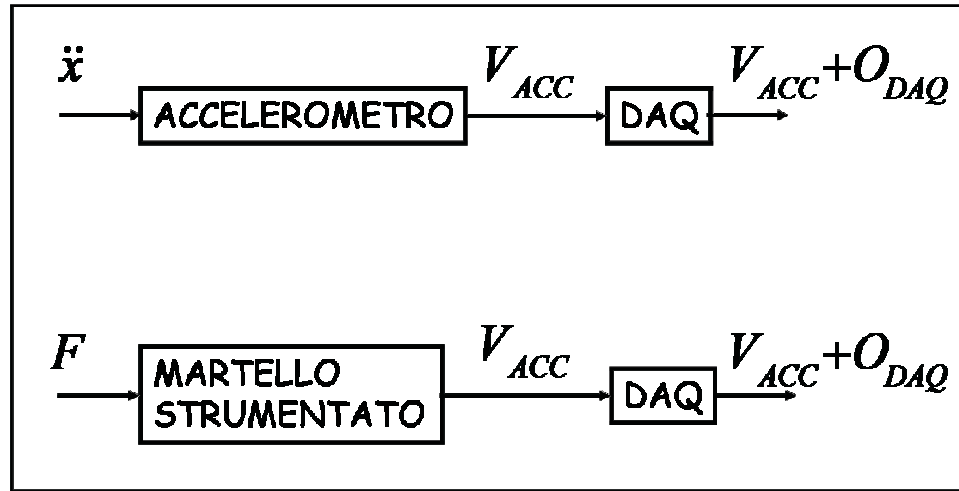 ẍ V_ACC V_ACC+O_DAQ
ACCELEROMETRO DAQ
F V_ACC V_ACC+O_DAQ
MARTELLO
STRUMENTATO DAQ